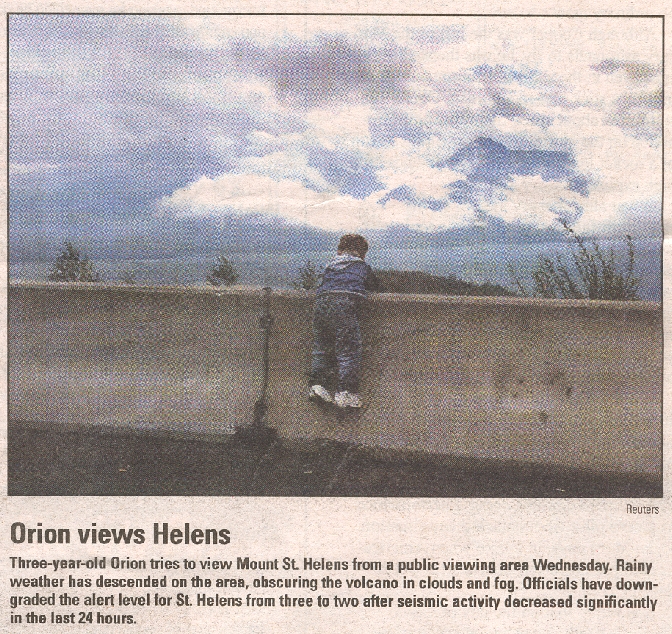 Reuters
Orion views Helens
Three-year-old Orion tries to view Mount St. Helens from a public viewing area Wednesday. Rainy
weather has descended on the area, obscuring the volcano in clouds and fog. Officials have down-
graded the alert level for St. Helens from three to two after seismic activity decreased significantly
in the last 24 hours.